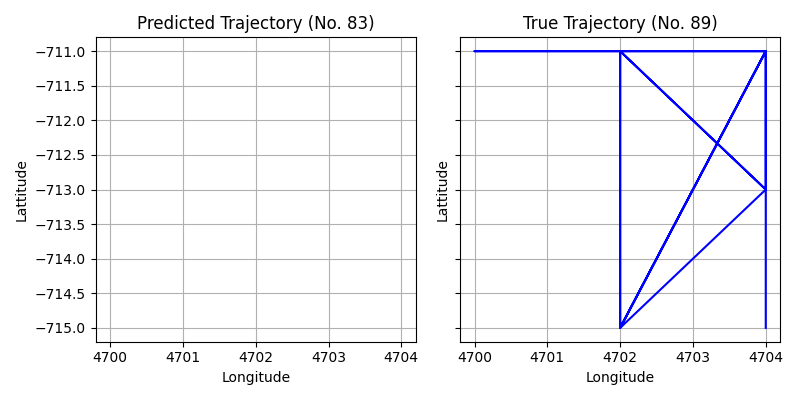 Predicted Trajectory (No. 83)
True Trajectory (No. 89)
−711.0
−711.5
−712.0
−712.5
−713.0
−713.5
−714.0
−714.5
−715.0
Lattitude
Lattitude
4700 4701 4702 4703 4704
4700 4701 4702 4703 4704
Longitude
Longitude